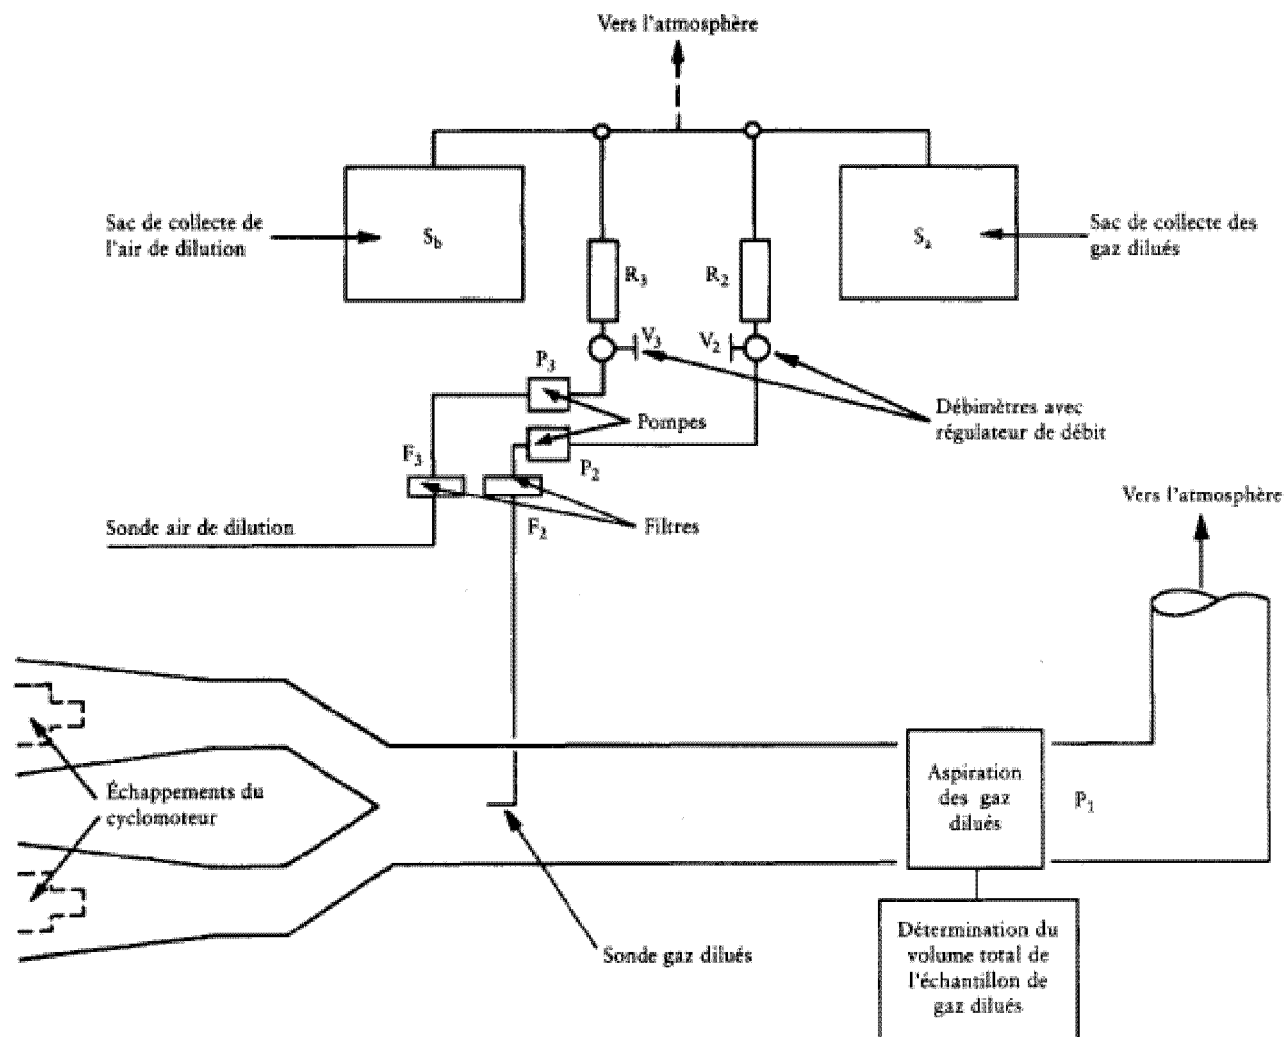 Vers l'atmosphère
Sac de collecte de
l'air de dilution
S_b
S_a
Sac de collecte des
gaz dilués
R_3
R_2
V_3
V_2
P_3
Pompes
Débimètres avec
régulateur de débit
F_3
P_2
Vers l'atmosphère
Sonde air de dilution
F_2
Filtres
Échappements du
cyclomoteur
Aspiration
des gaz
dilués
P_1
Sonde gaz dilués
Détermination du
volume total de
l'échantillon de
gaz dilués